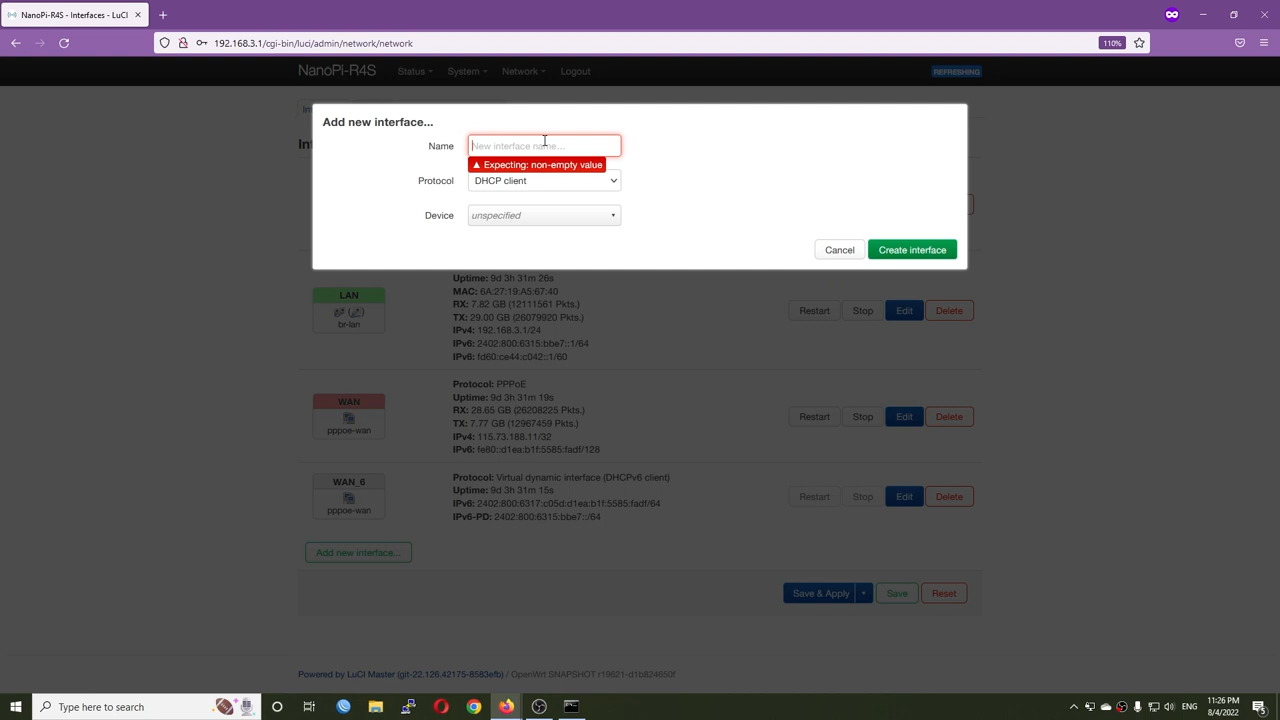 NanoPi-R4S - Interfaces - LuCI
192.168.3.1/cgi-bin/luci/admin/network/network
110%
NanoPi-R4S
Status
System
Network
Logout
REFRESHING
Add new interface...
Name
New interface name...
Expecting: non-empty value
Protocol
DHCP client
Device
unspecified
Cancel
Create interface
LAN
br-lan
Uptime: 9d 3h 31m 26s
MAC: 6A:27:19:A5:67:40
RX: 7.82 GB (12111561 Pkts.)
TX: 29.00 GB (26079920 Pkts.)
IPv4: 192.168.3.1/24
IPv6: 2402:800:6315:bbe7::1/64
IPv6: fd60:ce44:c042::1/60
Restart
Stop
Edit
Delete
WAN
pppoe-wan
Protocol: PPPoE
Uptime: 9d 3h 31m 19s
RX: 28.65 GB (26208225 Pkts.)
TX: 7.77 GB (12967459 Pkts.)
IPv4: 115.73.188.11/32
IPv6: fe80::d1ea:b1f:5585:fadf/128
Restart
Stop
Edit
Delete
WAN_6
pppoe-wan
Protocol: Virtual dynamic interface (DHCPv6 client)
Uptime: 9d 3h 31m 15s
IPv6: 2402:800:6317:c05d:d1ea:b1f:5585:fadf/64
IPv6-PD: 2402:800:6315:bbe7::/64
Restart
Stop
Edit
Delete
Add new interface...
Save & Apply
Save
Reset
Powered by LuCI Master (git-22.126.42175-8583efb) / OpenWrt SNAPSHOT r19621-d1b824650f
Type here to search
ENG
11:26 PM
8/4/2022